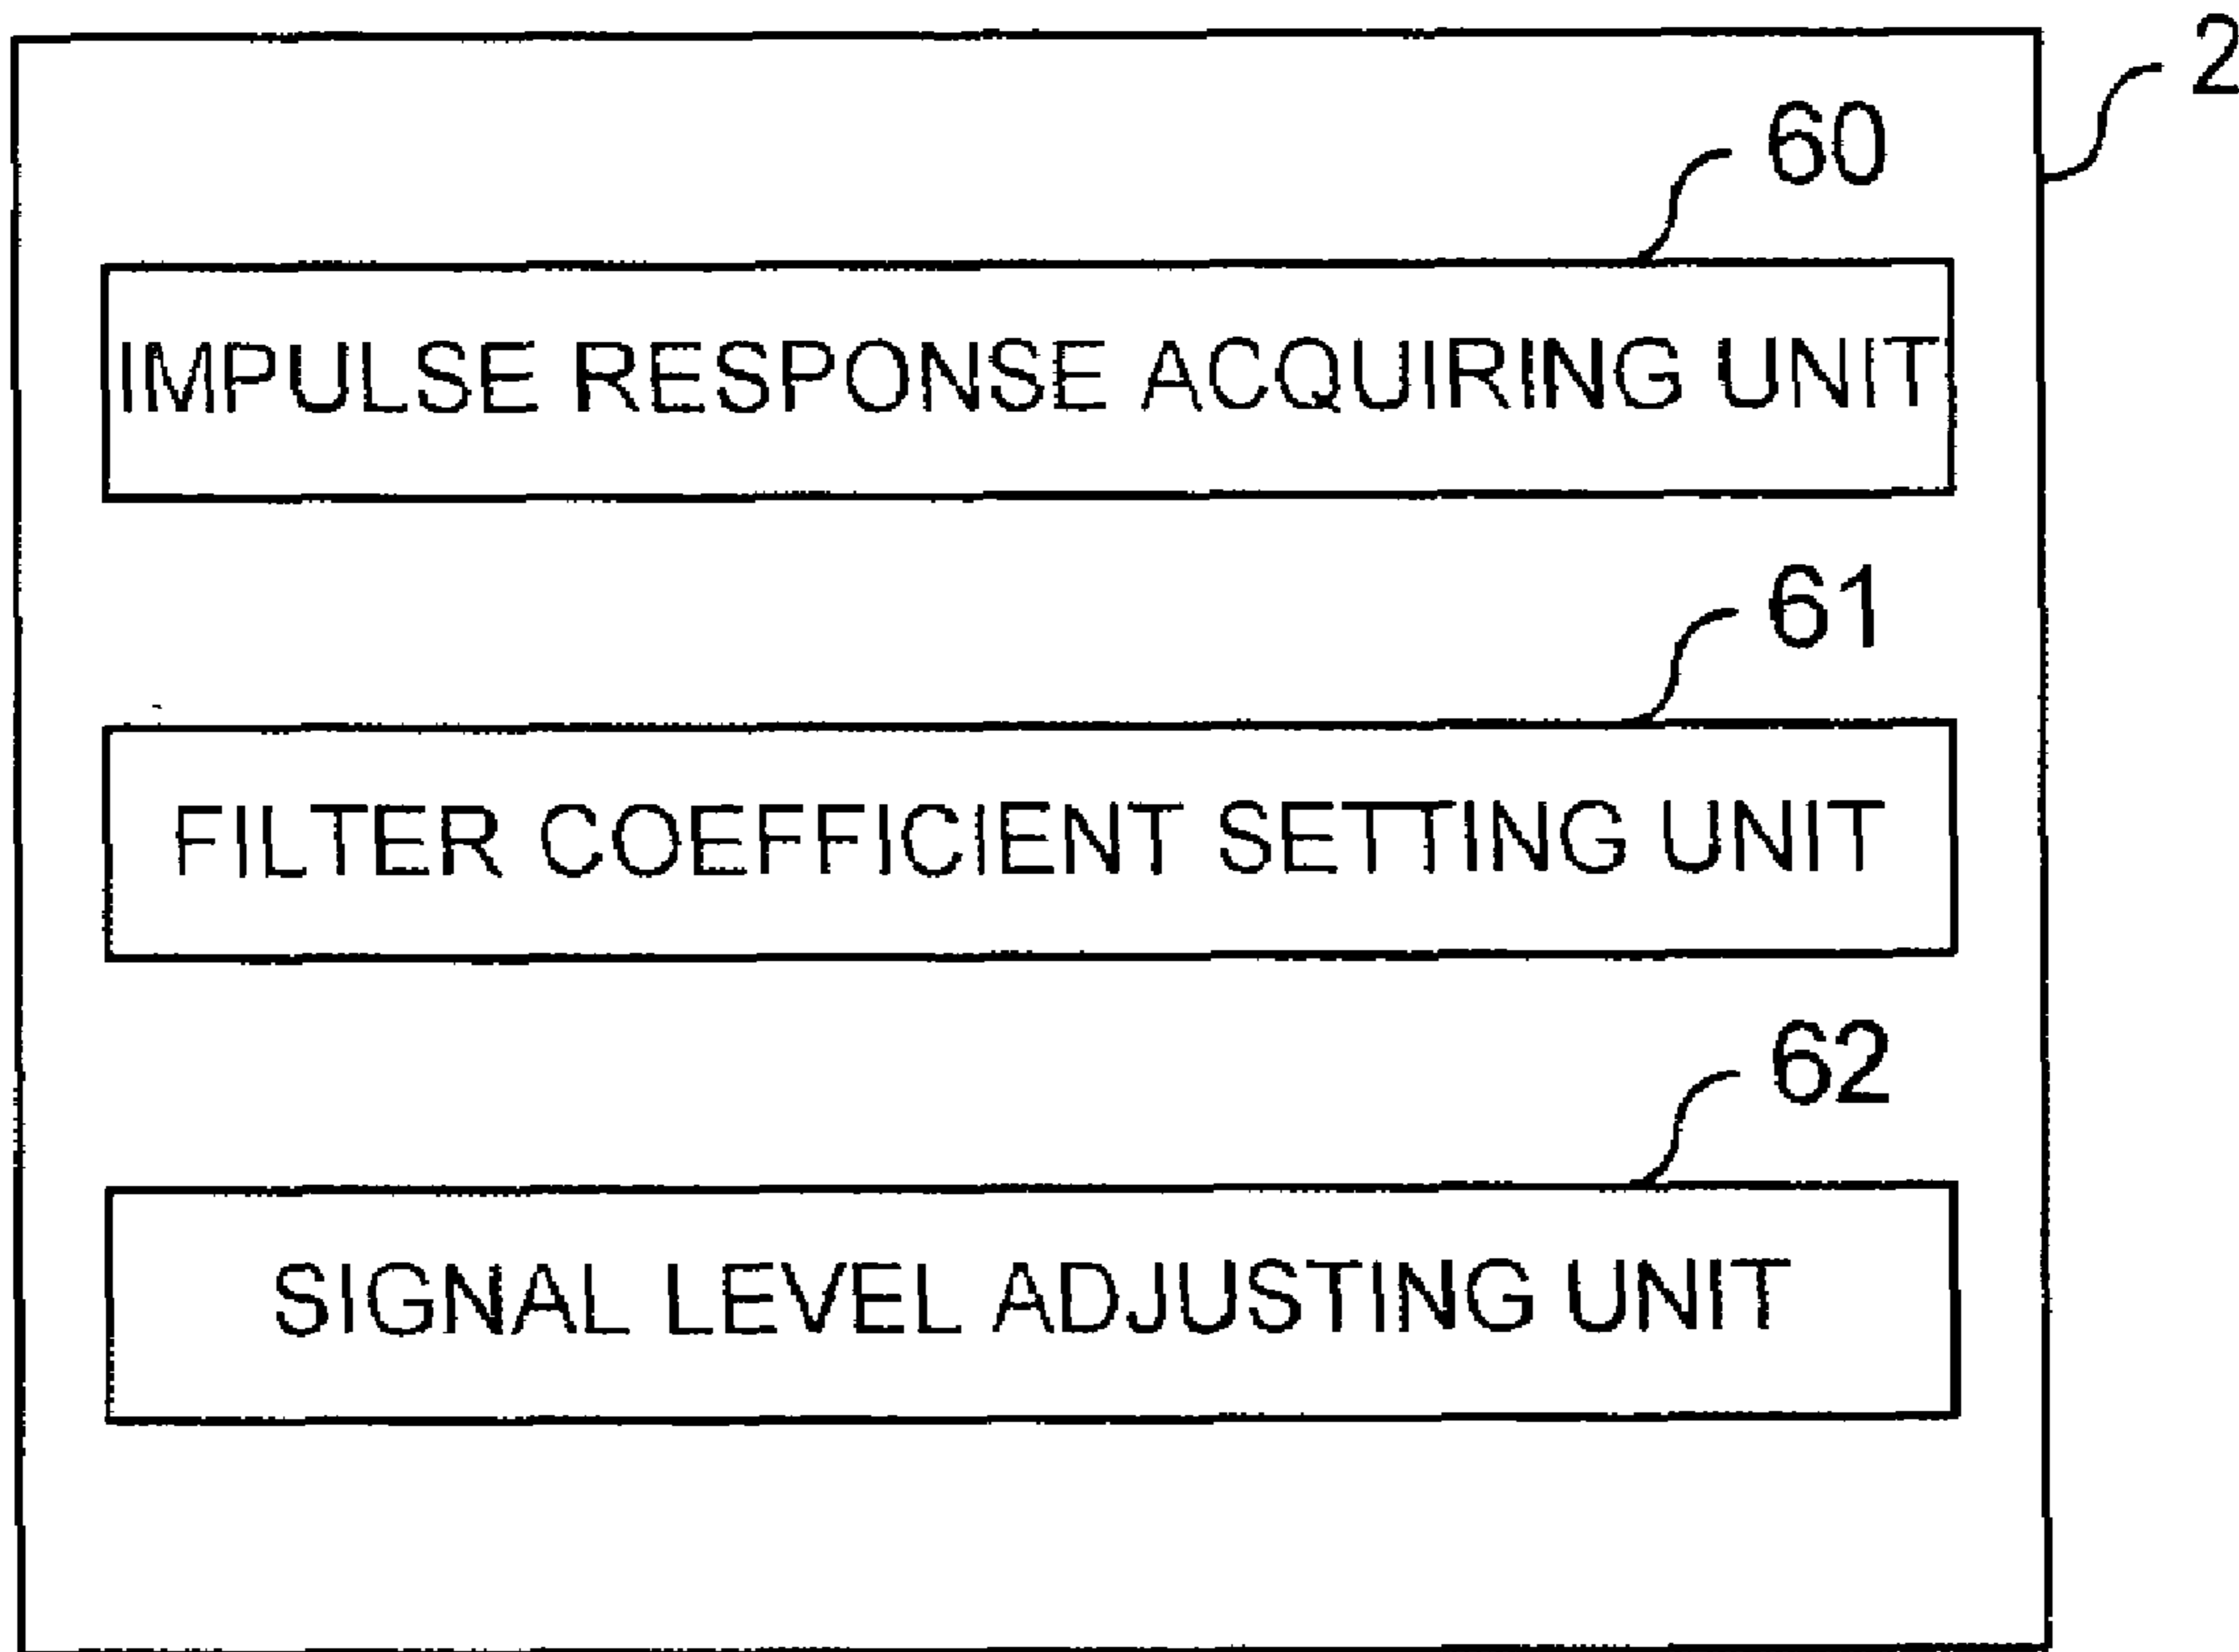 2
60
IMPULSE RESPONSE ACQUIRING UNIT
61
FILTER COEFFICIENT SETTING UNIT
62
SIGNAL LEVEL ADJUSTING UNIT